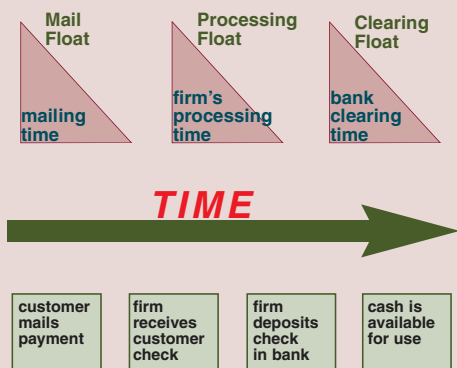 Mail
Float
Processing
Float
Clearing
Float
mailing
time
firm's
processing
time
bank
clearing
time
TIME
customer
mails
payment
firm
receives
customer
check
firm
deposits
check
in bank
cash is
available
for use